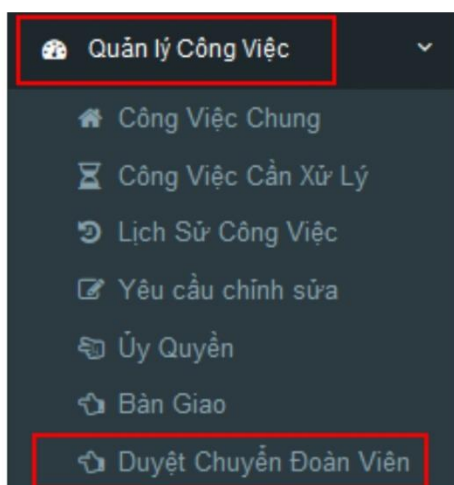 Quản lý Công Việc
Công Việc Chung
Công Việc Cần Xử Lý
Lịch Sử Công Việc
Yêu cầu chỉnh sửa
Ủy Quyền
Bàn Giao
Duyệt Chuyển Đoàn Viên